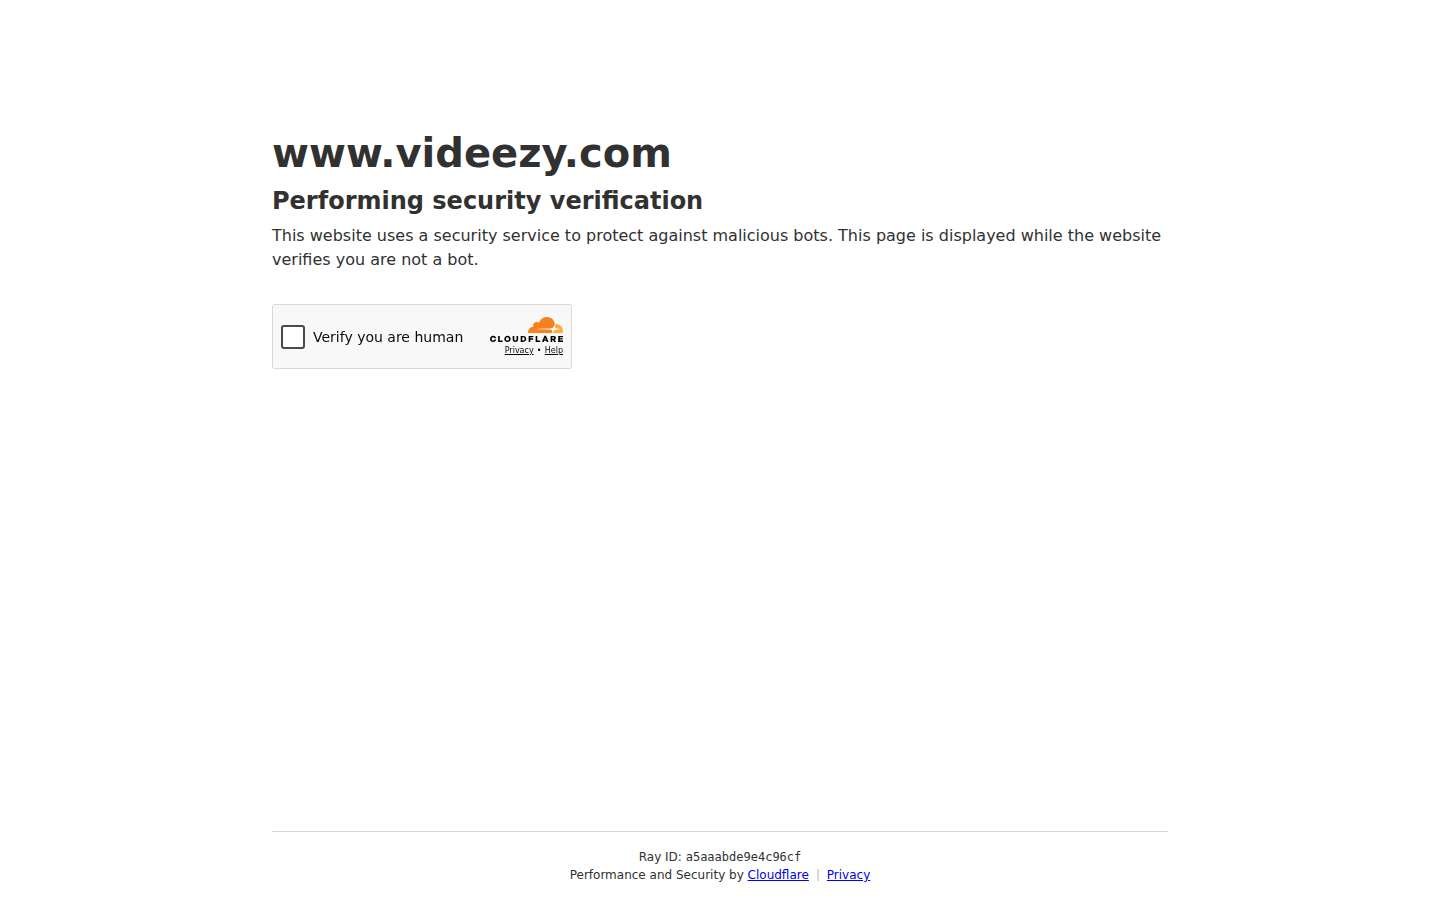 www.videezy.com
Performing security verification
This website uses a security service to protect against malicious bots. This page is displayed while the website
verifies you are not a bot.
Verify you are human
CLOUDFLARE
Privacy • Help
Ray ID: a5aaabde9e4c96cf
Performance and Security by Cloudflare | Privacy